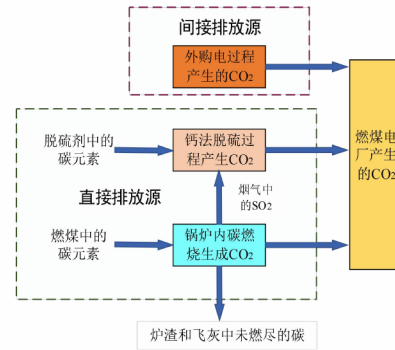 间接排放源
外购电过程
产生的CO₂
脱硫剂中的
碳元素
钙法脱硫过
程产生CO₂
烟气中
的SO₂
直接排放源
燃煤中的
碳元素
锅炉内碳燃
烧生成CO₂
燃煤电
厂产生
的CO₂
炉渣和飞灰中未燃尽的碳